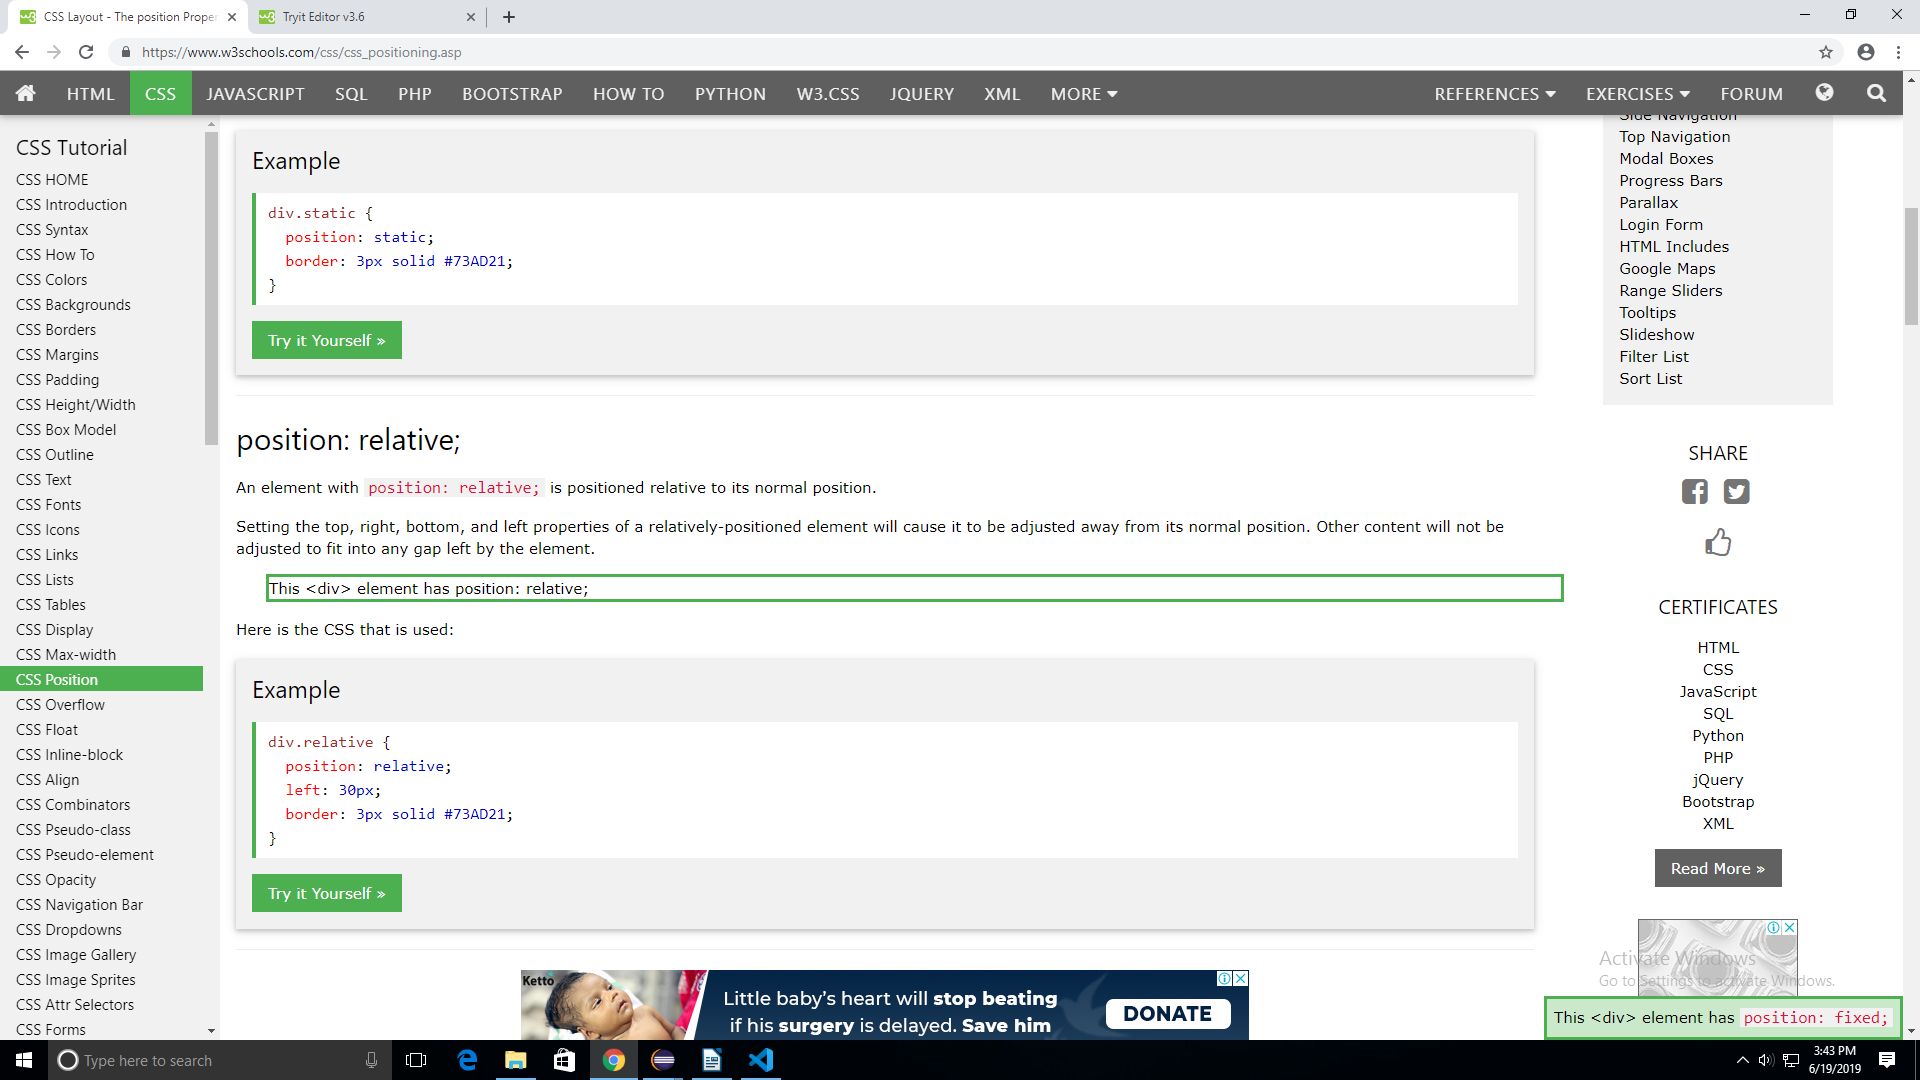 CSS Layout - The position Proper
Tryit Editor v3.6
https://www.w3schools.com/css/css_positioning.asp
HTML CSS JAVASCRIPT SQL PHP BOOTSTRAP HOW TO PYTHON W3.CSS JQUERY XML MORE REFERENCES EXERCISES FORUM
CSS Tutorial
CSS HOME
CSS Introduction
CSS Syntax
CSS How To
CSS Colors
CSS Backgrounds
CSS Borders
CSS Margins
CSS Padding
CSS Height/Width
CSS Box Model
CSS Outline
CSS Text
CSS Fonts
CSS Icons
CSS Links
CSS Lists
CSS Tables
CSS Display
CSS Max-width
CSS Position
CSS Overflow
CSS Float
CSS Inline-block
CSS Align
CSS Combinators
CSS Pseudo-class
CSS Pseudo-element
CSS Opacity
CSS Navigation Bar
CSS Dropdowns
CSS Image Gallery
CSS Image Sprites
CSS Attr Selectors
CSS Forms
Example
div.static {
position: static;
border: 3px solid #73AD21;
}
Try it Yourself »
position: relative;
An element with position: relative; is positioned relative to its normal position.
Setting the top, right, bottom, and left properties of a relatively-positioned element will cause it to be adjusted away from its normal position. Other content will not be
adjusted to fit into any gap left by the element.
This <div> element has position: relative;
Here is the CSS that is used:
Example
div.relative {
position: relative;
left: 30px;
border: 3px solid #73AD21;
}
Try it Yourself »
Ketto
Little baby's heart will stop beating
if his surgery is delayed. Save him
DONATE
Side Navigation
Top Navigation
Modal Boxes
Progress Bars
Parallax
Login Form
HTML Includes
Google Maps
Range Sliders
Tooltips
Slideshow
Filter List
Sort List
SHARE
CERTIFICATES
HTML
CSS
JavaScript
SQL
Python
PHP
jQuery
Bootstrap
XML
Read More »
Activate Windows
Go to Settings to activate Windows.
This <div> element has position: fixed;
Type here to search
3:43 PM
6/19/2019